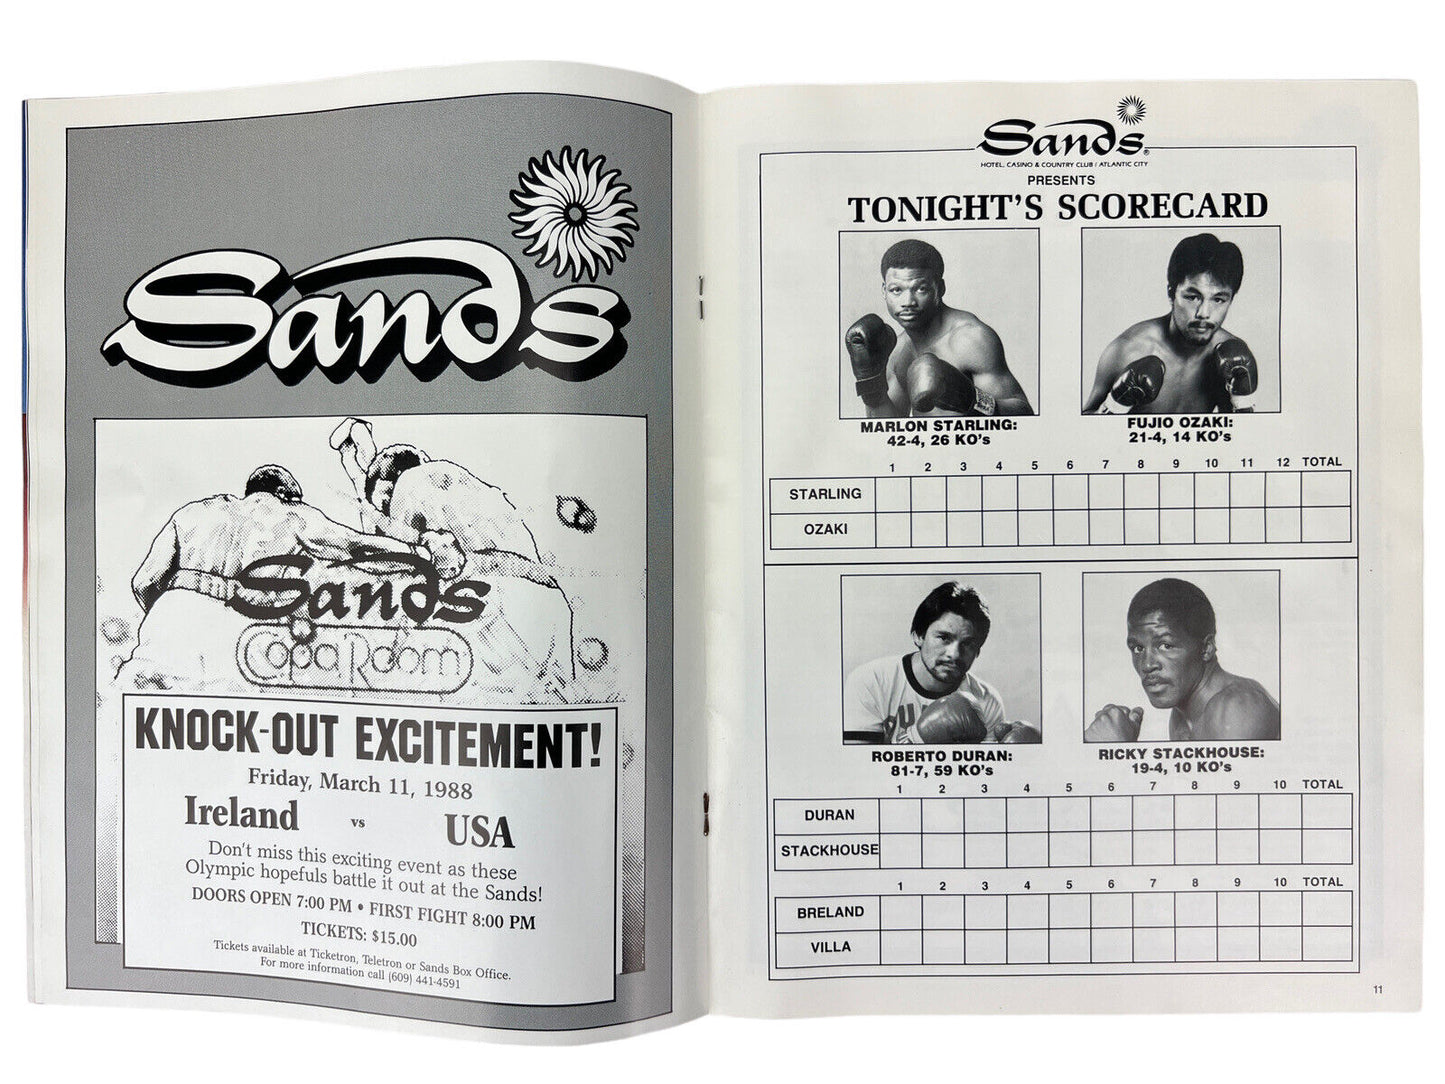 Sands
Sands
Copa Room
KNOCK-OUT EXCITEMENT!
Friday, March 11, 1988
Ireland vs USA
Don't miss this exciting event as these
Olympic hopefuls battle it out at the Sands!
DOORS OPEN 7:00 PM • FIRST FIGHT 8:00 PM
TICKETS: $15.00
Tickets available at Ticketron, Teletron or Sands Box Office.
For more information call (609) 441-4591
Sands®
HOTEL, CASINO & COUNTRY CLUB / ATLANTIC CITY
PRESENTS
TONIGHT'S SCORECARD
MARLON STARLING:
42-4, 26 KO's
FUJIO OZAKI:
21-4, 14 KO's
1 2 3 4 5 6 7 8 9 10 11 12 TOTAL
STARLING
OZAKI
ROBERTO DURAN:
81-7, 59 KO's
RICKY STACKHOUSE:
19-4, 10 KO's
1 2 3 4 5 6 7 8 9 10 TOTAL
DURAN
STACKHOUSE
1 2 3 4 5 6 7 8 9 10 TOTAL
BRELAND
VILLA
11